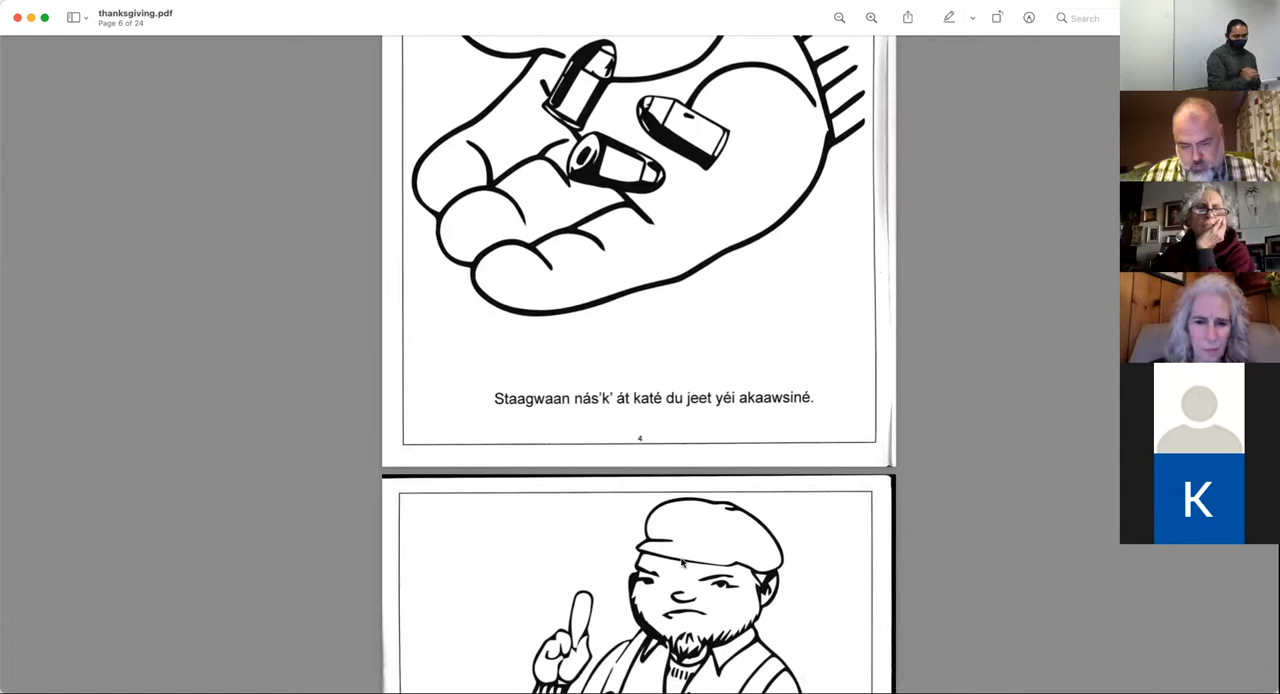 thanksgiving.pdf
Page 6 of 24
Search
Staagwaan nás’k’ át katé du jeet yéi akaawsiné.
4
K